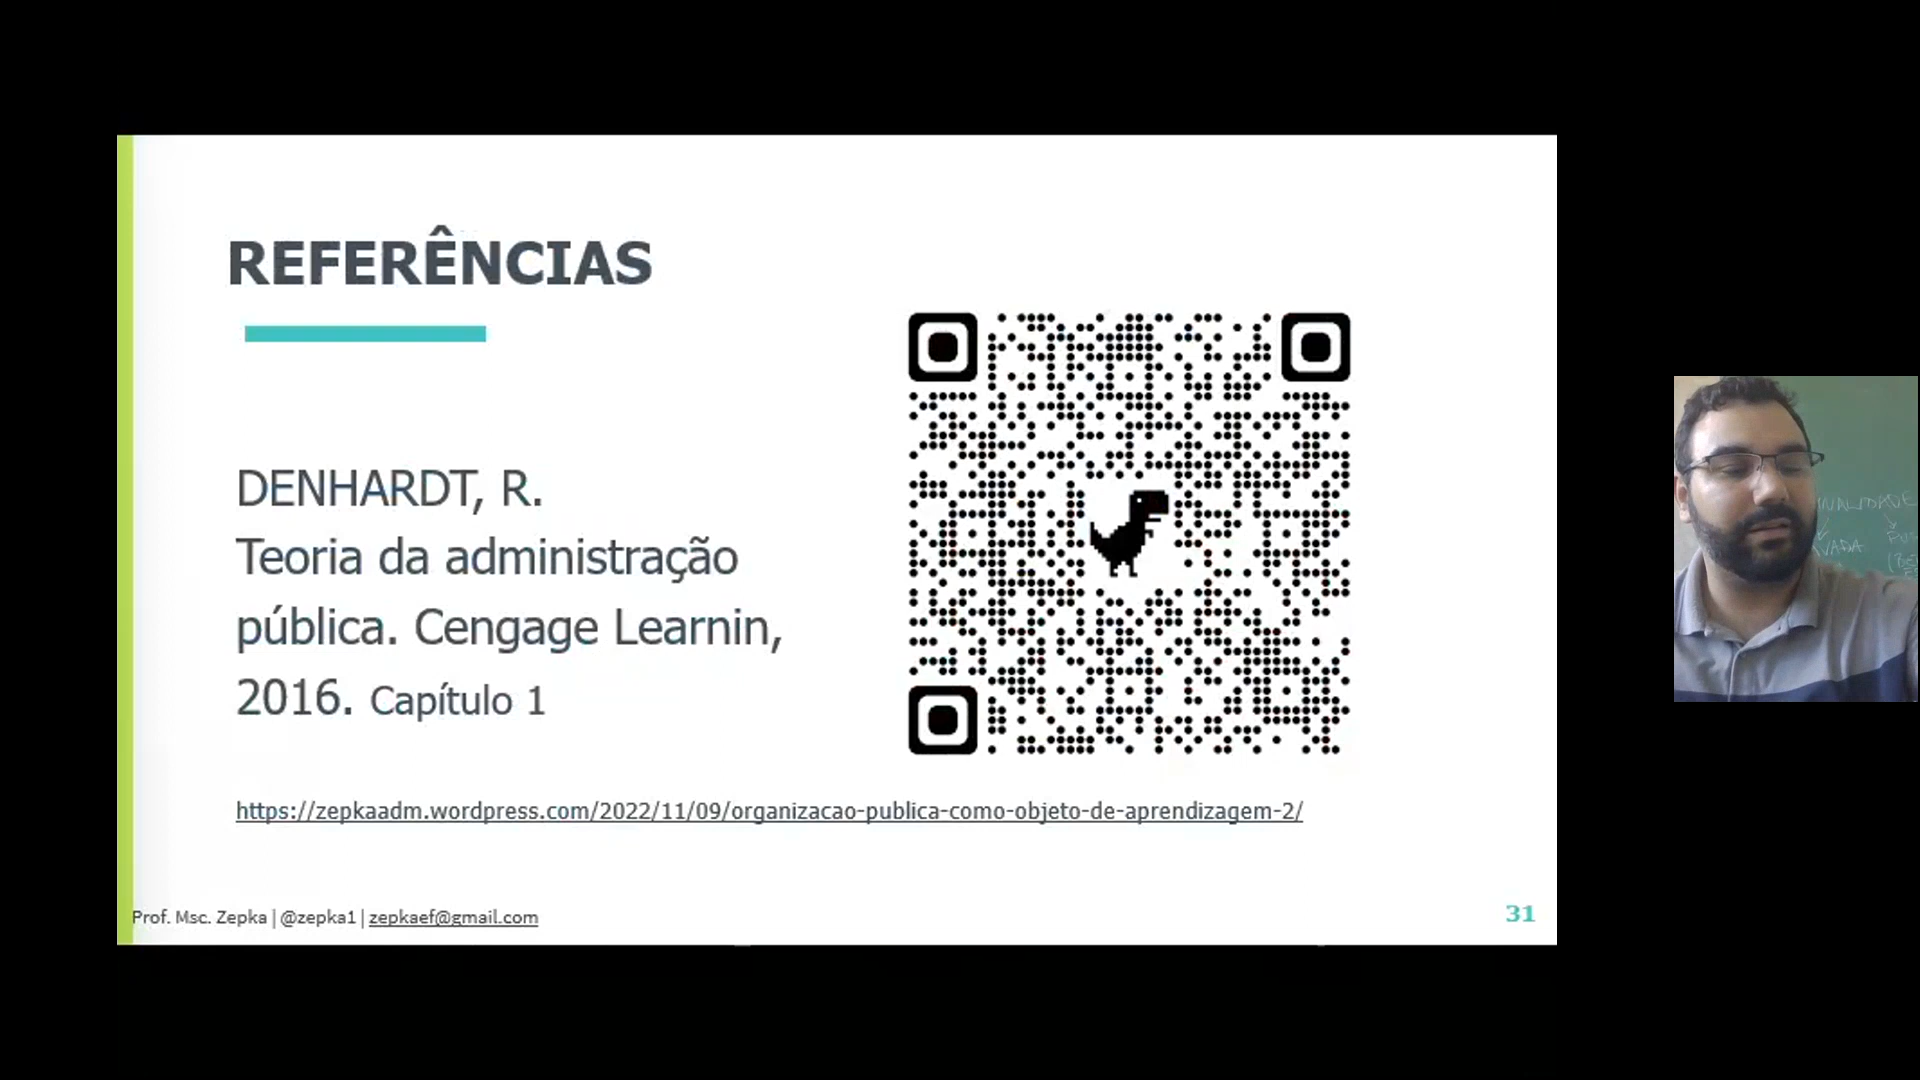 REFERÊNCIAS
DENHARDT, R.
Teoria da administração
pública. Cengage Learnin,
2016. Capítulo 1
https://zepkaadm.wordpress.com/2022/11/09/organizacao-publica-como-objeto-de-aprendizagem-2/
Prof. Msc. Zepka | @zepka1 | zepkaef@gmail.com
31